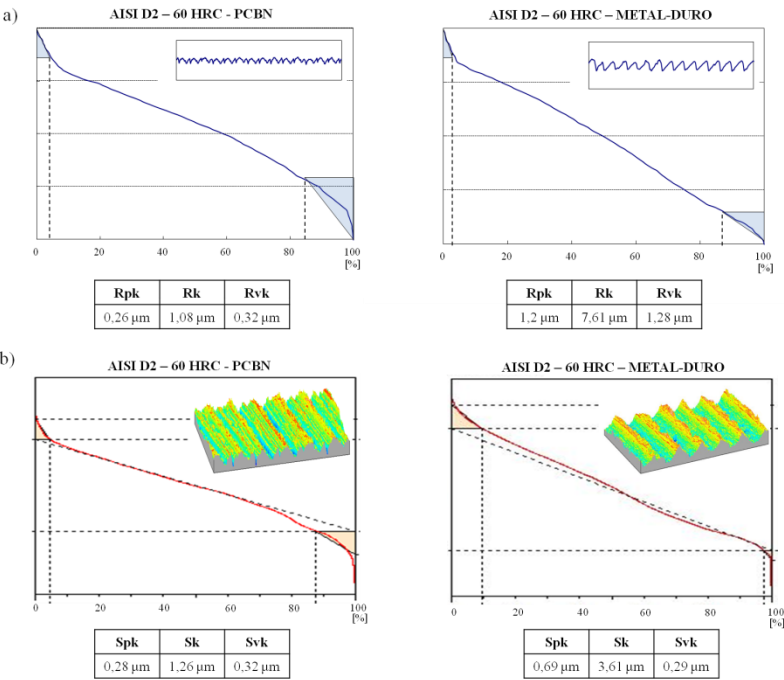 a)
AISI D2 – 60 HRC - PCBN
0 20 40 60 80 100
[%]
Rpk Rk Rvk
0,26 μm 1,08 μm 0,32 μm
AISI D2 – 60 HRC – METAL-DURO
0 20 40 60 80 100
[%]
Rpk Rk Rvk
1,2 μm 7,61 μm 1,28 μm
b)
AISI D2 – 60 HRC - PCBN
0 20 40 60 80 100
[%]
Spk Sk Svk
0,28 μm 1,26 μm 0,32 μm
AISI D2 – 60 HRC – METAL-DURO
0 20 40 60 80 100
[%]
Spk Sk Svk
0,69 μm 3,61 μm 0,29 μm